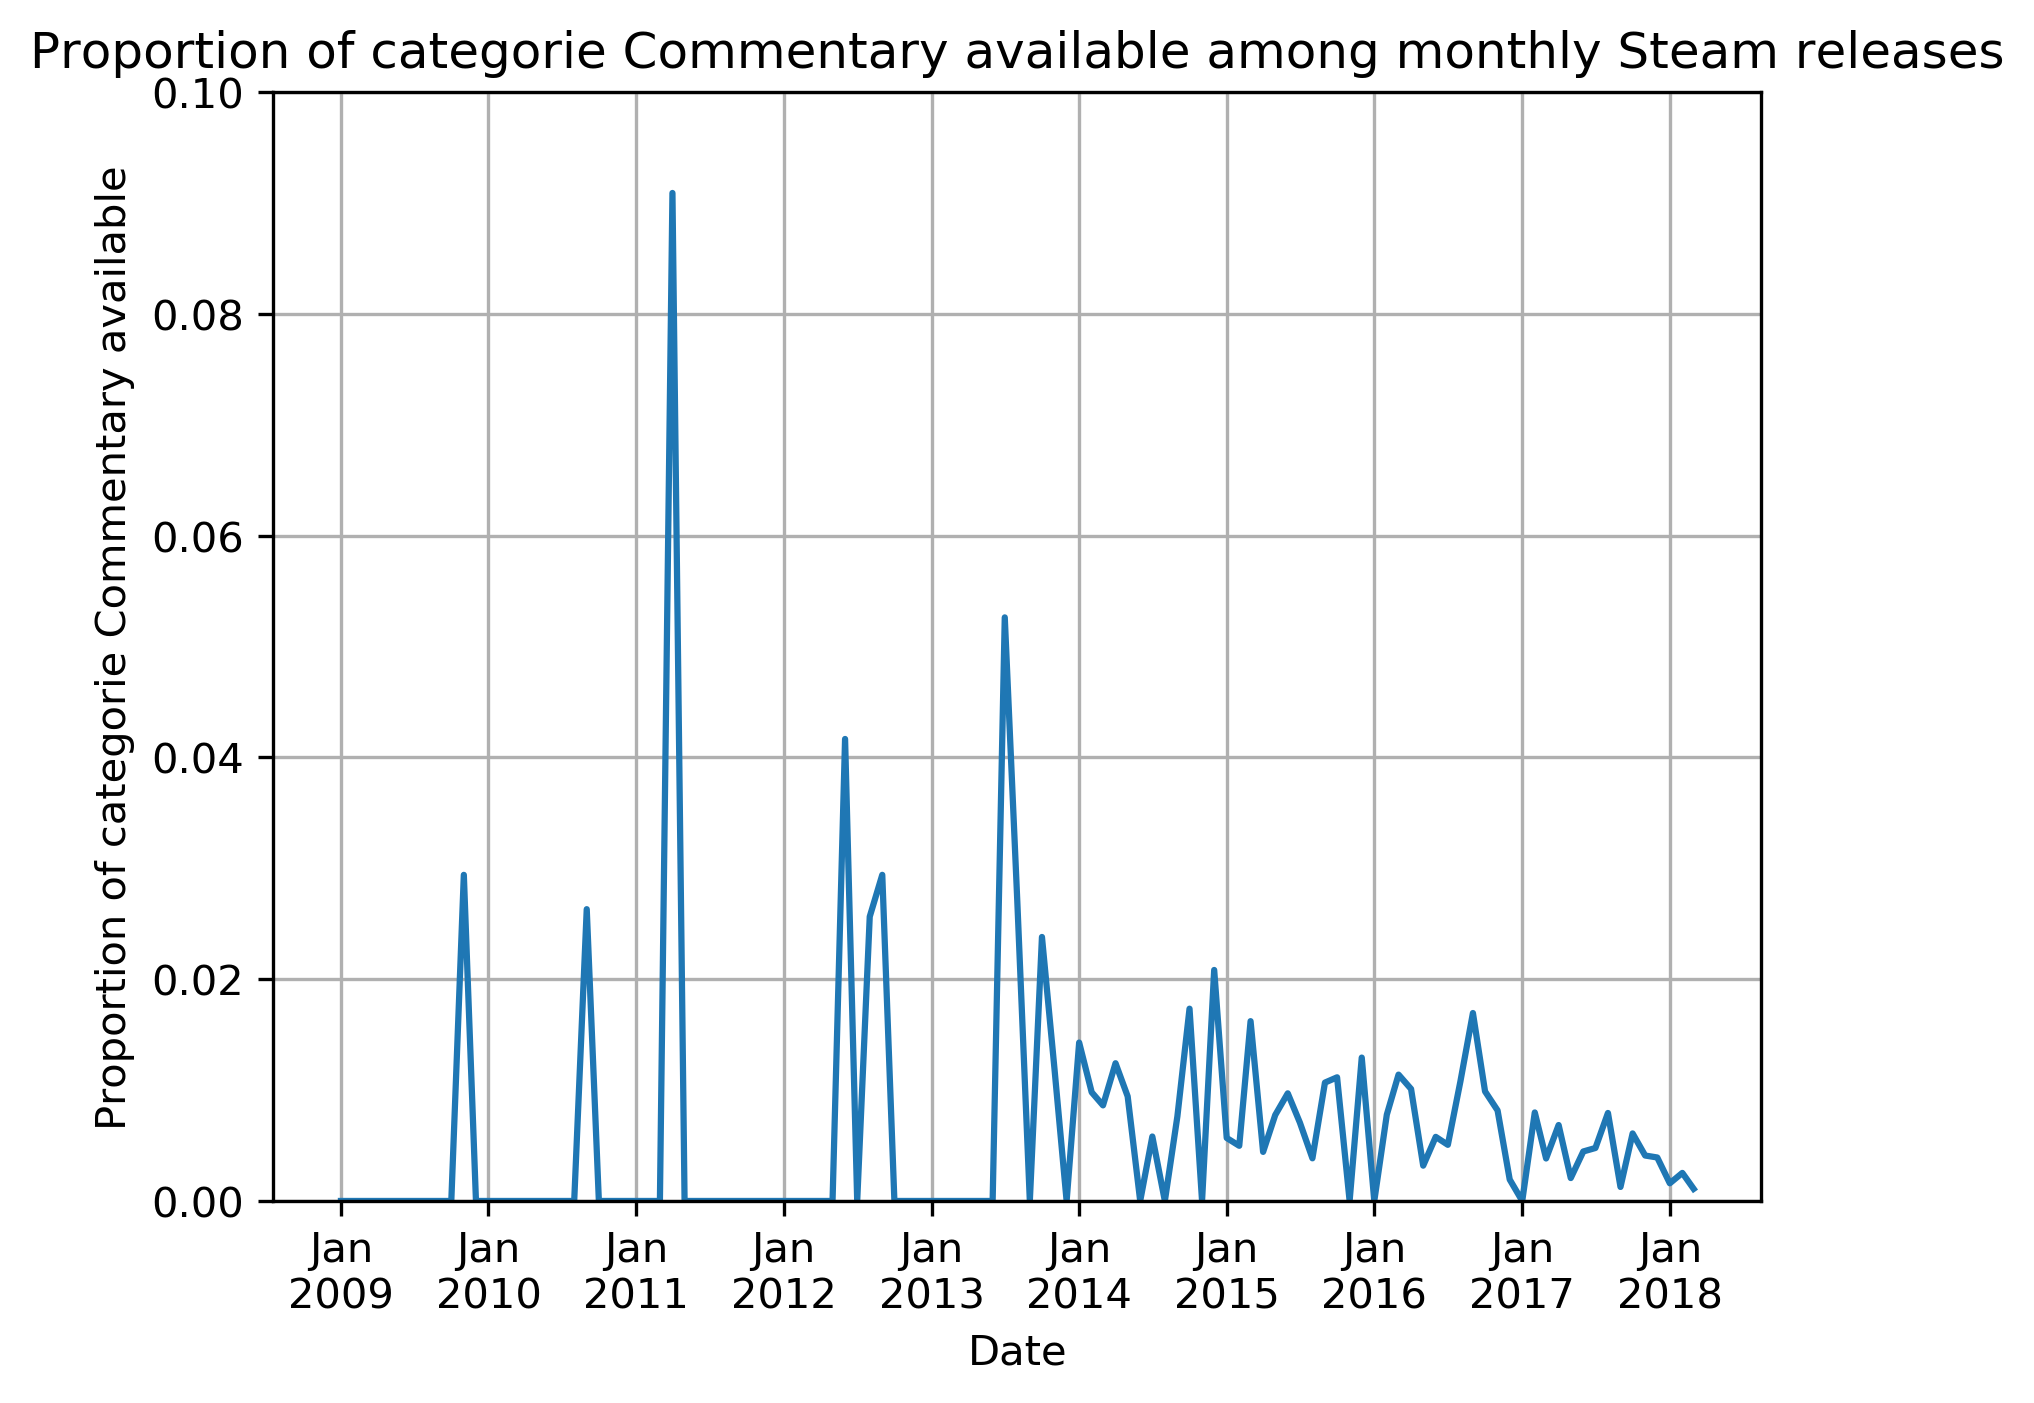 Proportion of categorie Commentary available among monthly Steam releases
Proportion of categorie Commentary available
0.10
0.08
0.06
0.04
0.02
0.00
Jan Jan Jan Jan Jan Jan Jan Jan Jan Jan
2009 2010 2011 2012 2013 2014 2015 2016 2017 2018
Date